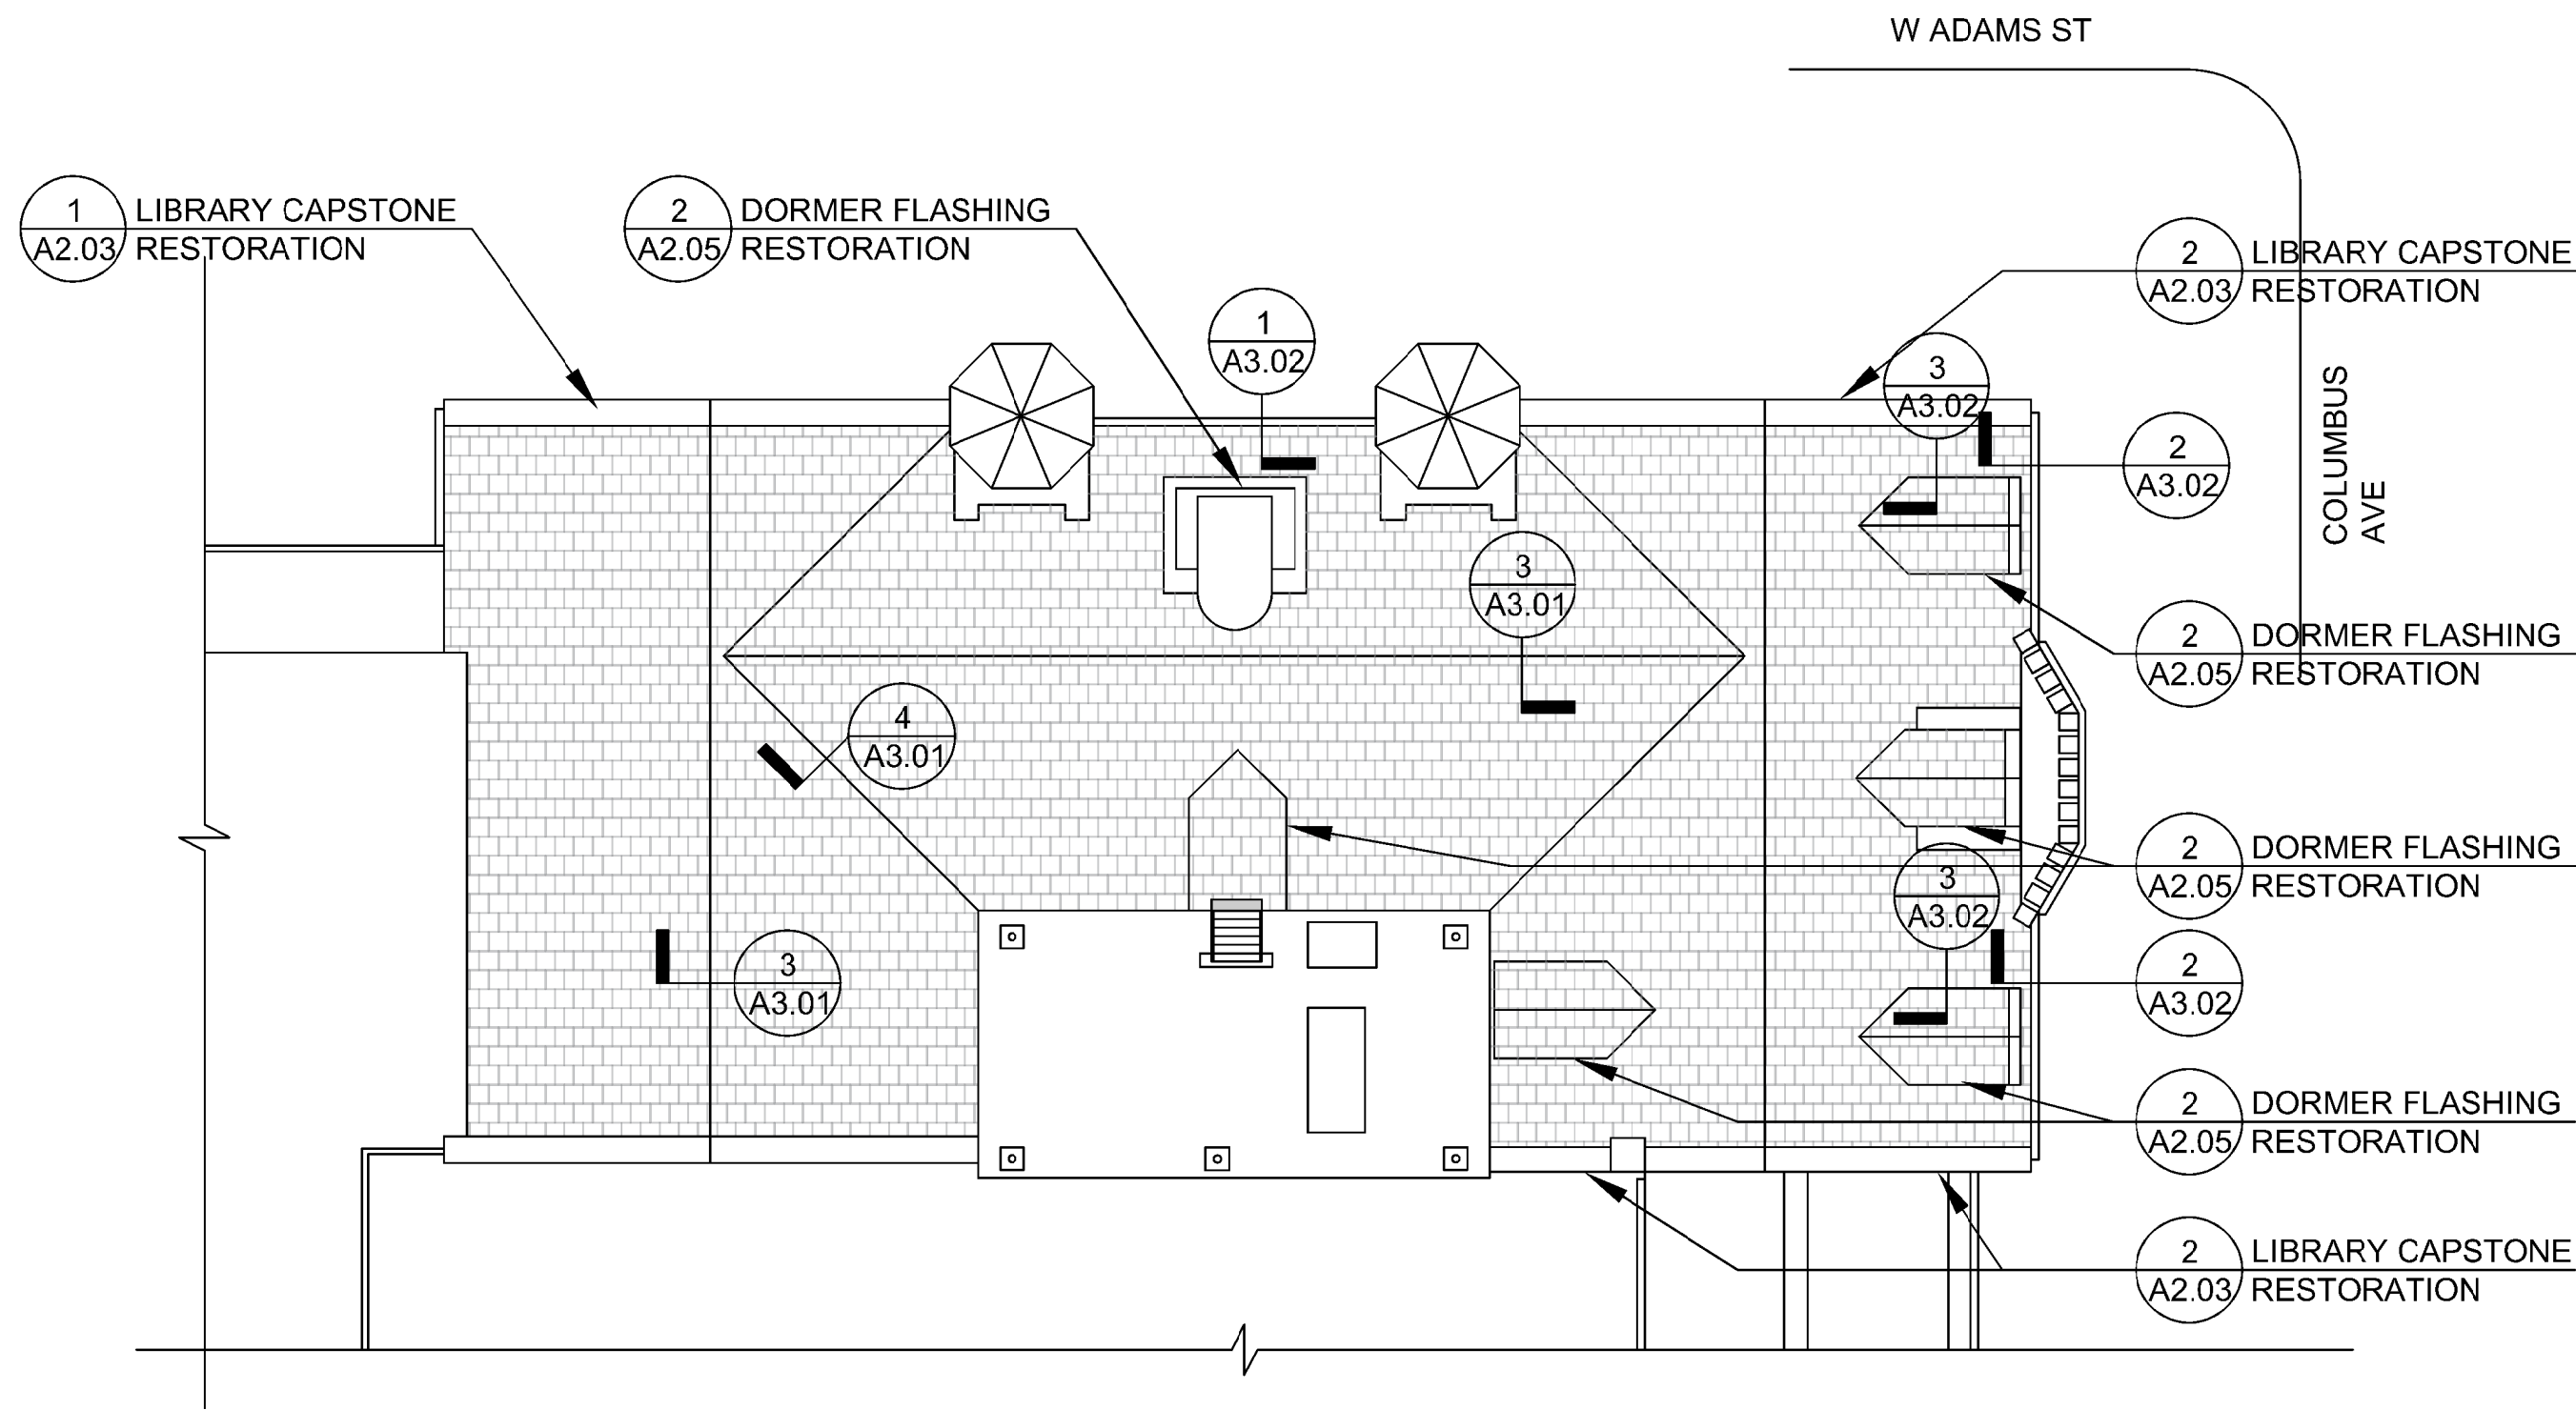 W ADAMS ST
1
A2.03
LIBRARY CAPSTONE
RESTORATION
2
A2.05
DORMER FLASHING
RESTORATION
2
A2.03
LIBRARY CAPSTONE
RESTORATION
1
A3.02
3
A3.02
COLUMBUS
AVE
2
A3.02
3
A3.01
2
A2.05
DORMER FLASHING
RESTORATION
4
A3.01
2
A2.05
DORMER FLASHING
RESTORATION
3
A3.02
3
A3.01
2
A3.02
2
A2.05
DORMER FLASHING
RESTORATION
2
A2.03
LIBRARY CAPSTONE
RESTORATION